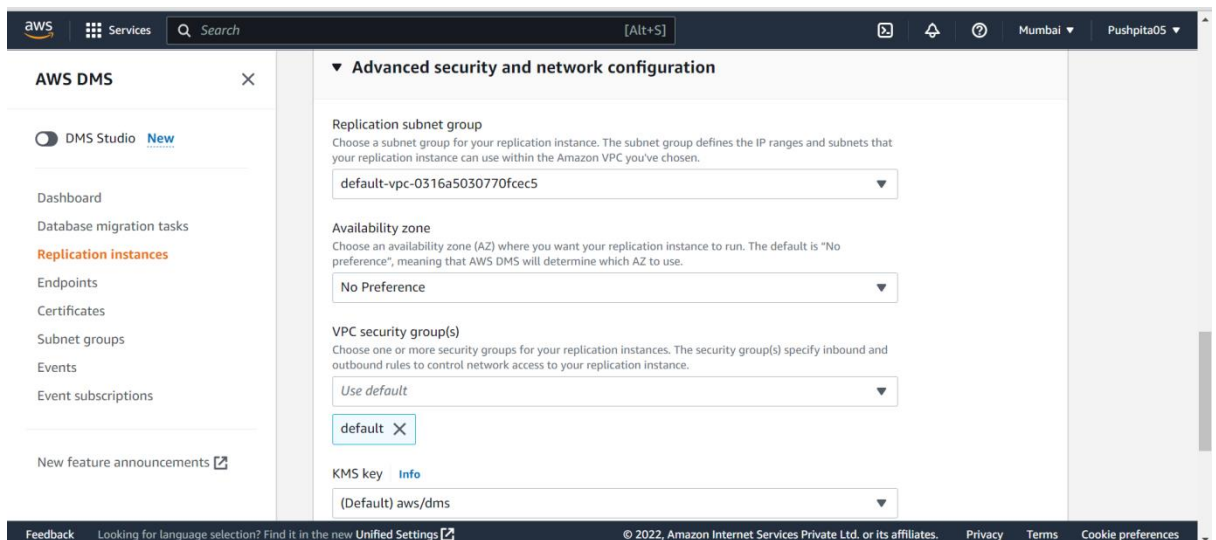 aws
Services
Search
[Alt+S]
Mumbai ▼
Pushpita05 ▼
AWS DMS
DMS Studio New
Dashboard
Database migration tasks
Replication instances
Endpoints
Certificates
Subnet groups
Events
Event subscriptions
New feature announcements
▼ Advanced security and network configuration
Replication subnet group
Choose a subnet group for your replication instance. The subnet group defines the IP ranges and subnets that
your replication instance can use within the Amazon VPC you've chosen.
default-vpc-0316a5030770fcec5
Availability zone
Choose an availability zone (AZ) where you want your replication instance to run. The default is "No
preference", meaning that AWS DMS will determine which AZ to use.
No Preference
VPC security group(s)
Choose one or more security groups for your replication instances. The security group(s) specify inbound and
outbound rules to control network access to your replication instance.
Use default
default
KMS key Info
(Default) aws/dms
Feedback Looking for language selection? Find it in the new Unified Settings
© 2022, Amazon Internet Services Private Ltd. or its affiliates. Privacy Terms Cookie preferences